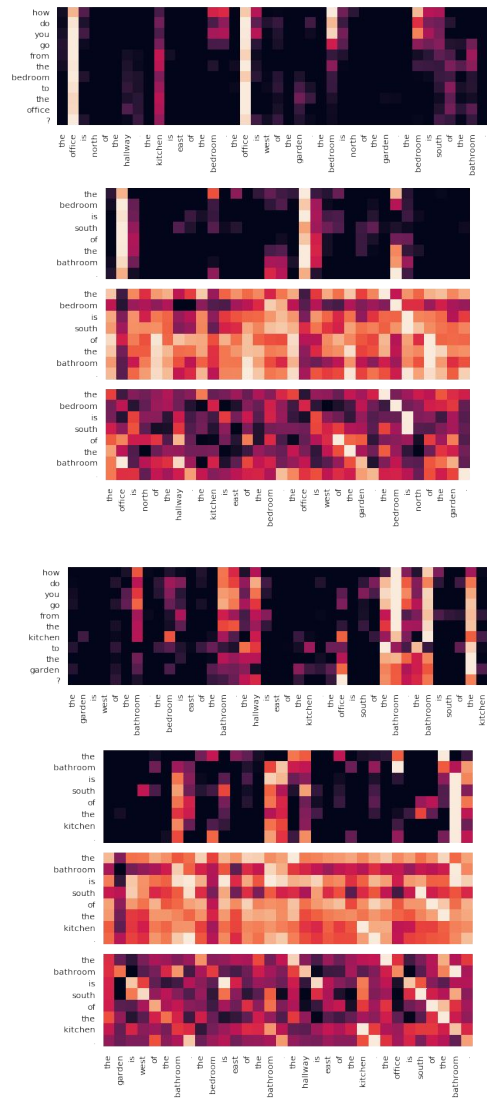 how
do
you
go
from
the
bedroom
to
the
office
?
the office is north of the hallway . the kitchen is east of the bedroom . the office is west of the garden . the bedroom is north of the garden . the bedroom is south of the bathroom .
the
bedroom
is
south
of
the
bathroom
.
the
bedroom
is
south
of
the
bathroom
.
the
bedroom
is
south
of
the
bathroom
.
the office is north of the hallway . the kitchen is east of the bedroom . the office is west of the garden . the bedroom is north of the garden .
how
do
you
go
from
the
kitchen
to
the
garden
?
the garden is west of the bathroom . the bedroom is east of the bathroom . the hallway is east of the kitchen . the office is south of the bathroom . the bathroom is south of the kitchen
the
bathroom
is
south
of
the
kitchen
.
the
bathroom
is
south
of
the
kitchen
.
the
bathroom
is
south
of
the
kitchen
.
the garden is west of the bathroom . the bedroom is east of the bathroom . the hallway is east of the kitchen . the office is south of the bathroom .